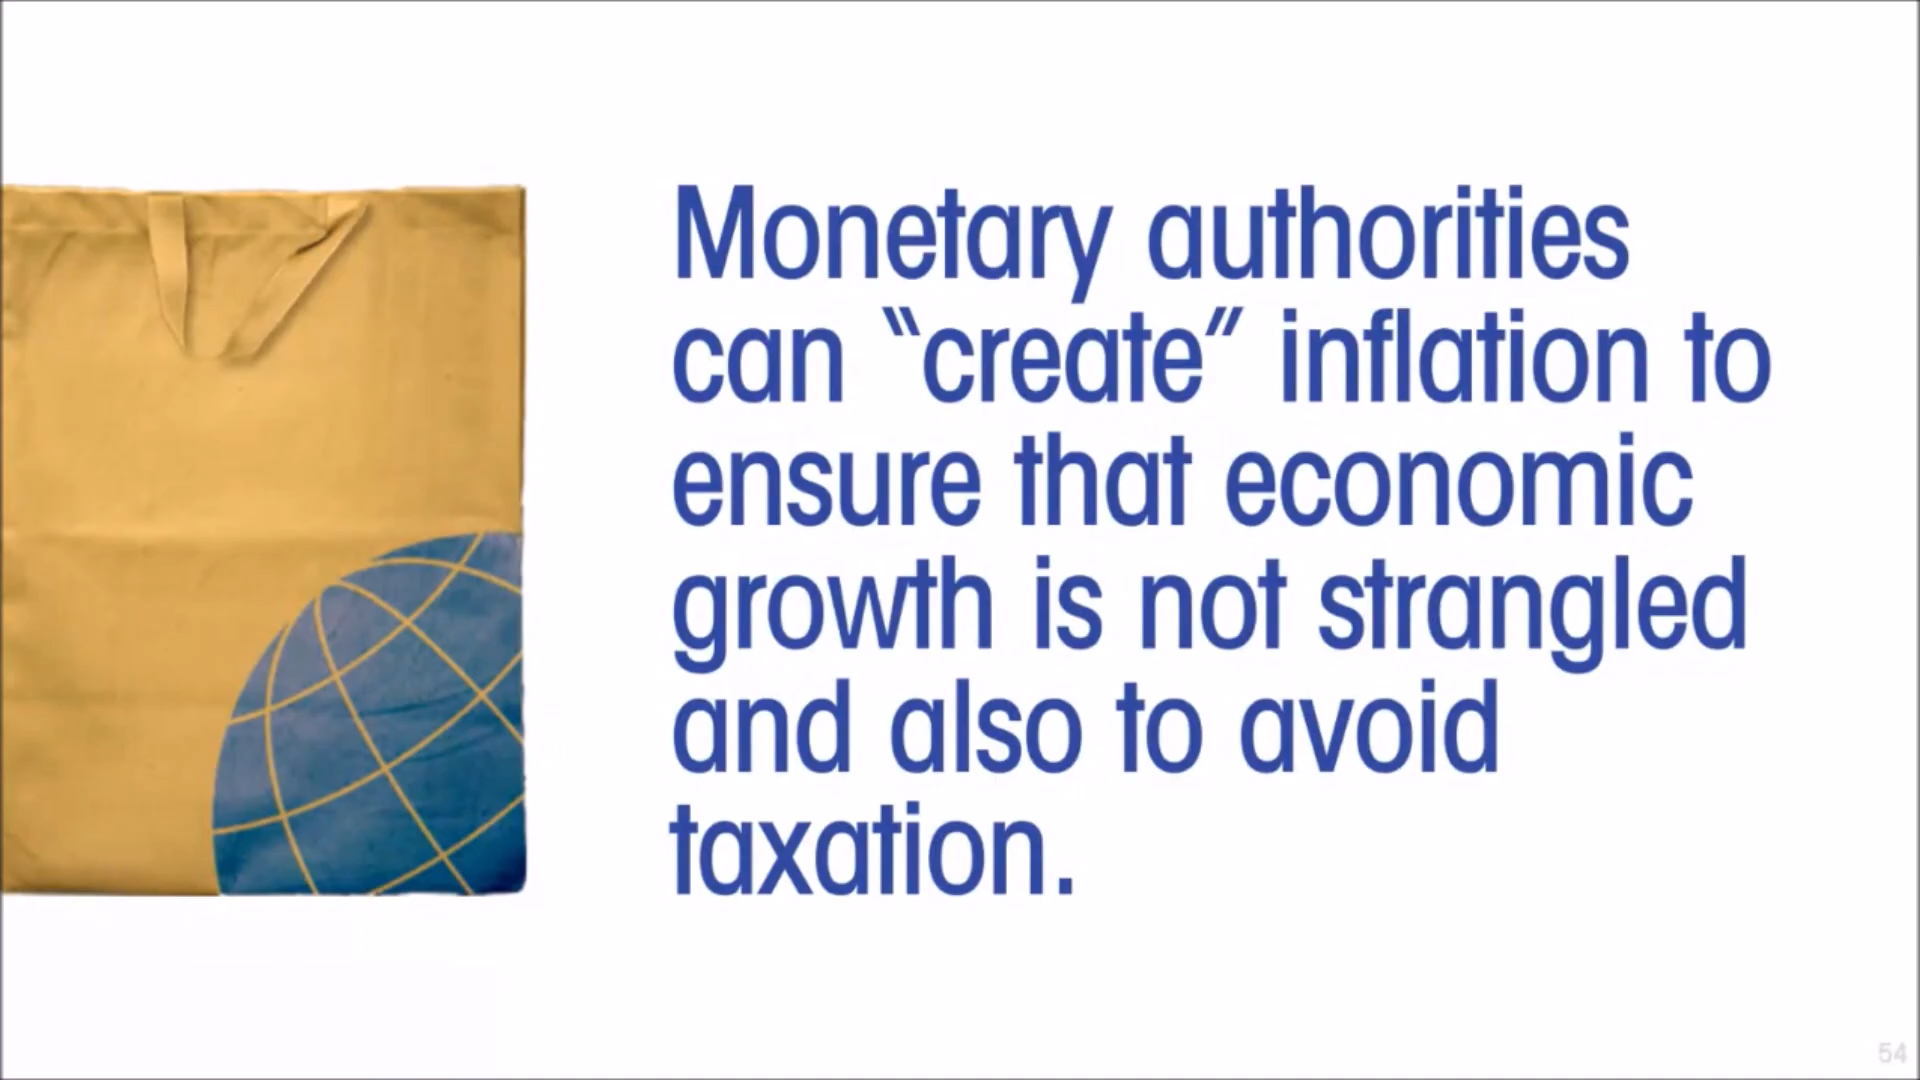 Monetary authorities
can “create” inflation to
ensure that economic
growth is not strangled
and also to avoid
taxation.
54